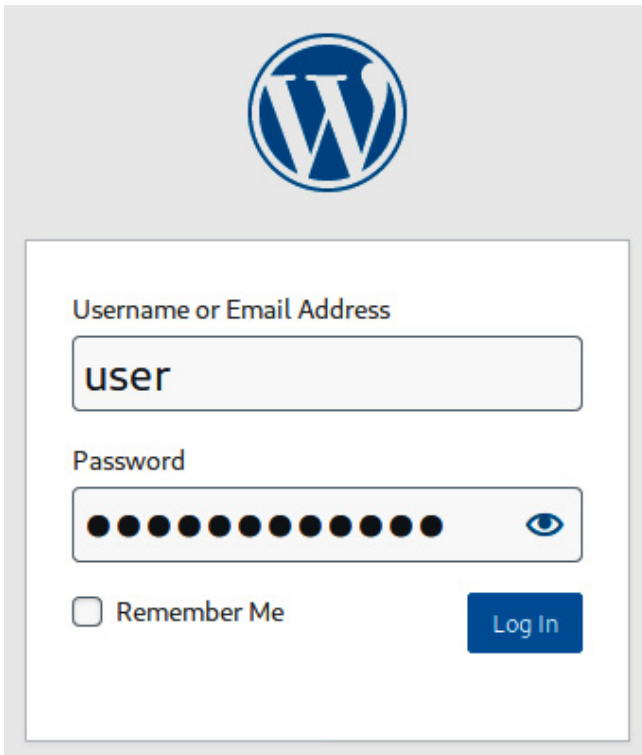 Username or Email Address
user
Password
●●●●●●●●●●●●
Remember Me
Log In